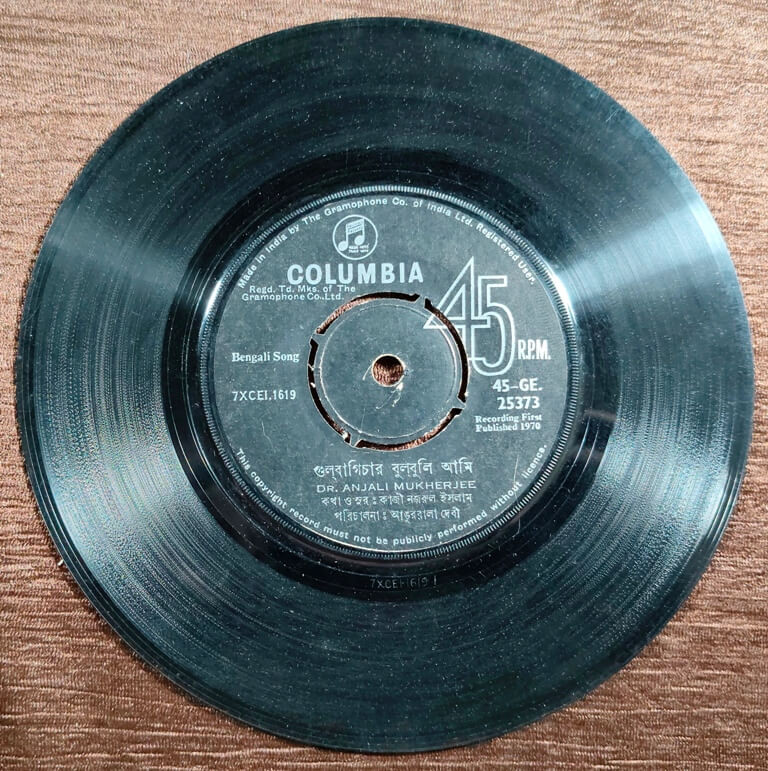 Made in India by The Gramophone Co. of India Ltd. Registered User.
COLUMBIA
Regd. Td. Mks. of The
Gramophone Co. Ltd.
45
R.P.M.
Bengali Song
7XCEI.1619
45-GE.
25373
Recording First
Published 1970
গুলবাগিচার বুলবুলি আমি
DR. ANJALI MUKHERJEE
কথা ও সুর : কাজী নজরুল ইসলাম
পরিচালনা : আঙুরবালা দেবী
This copyright record must not be publicly performed without licence.
7XCEI 1619